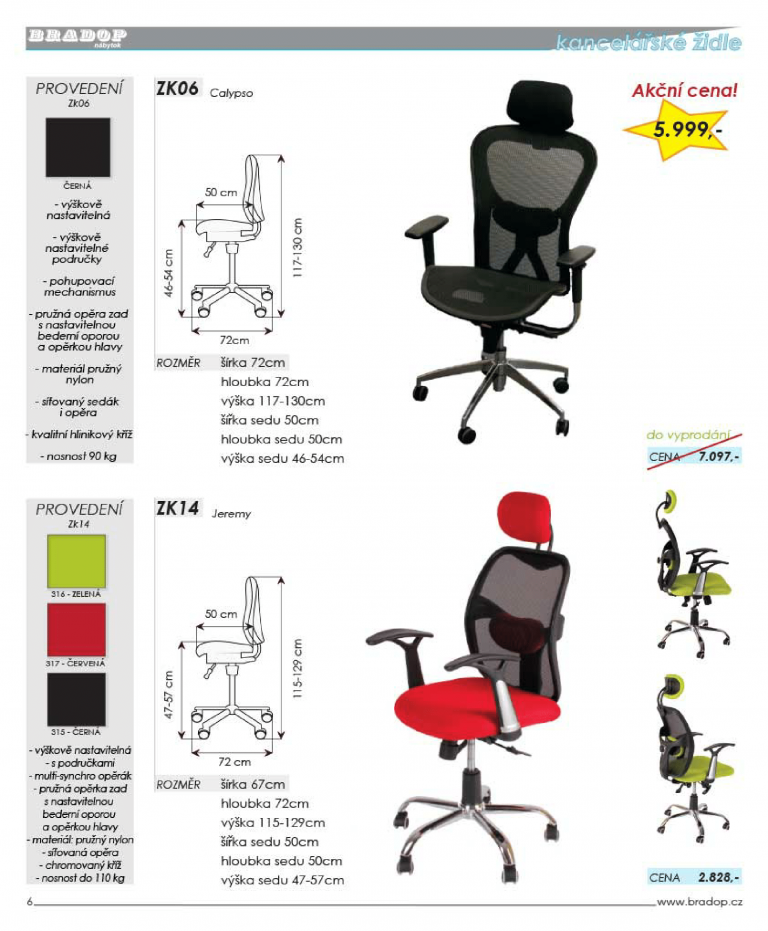 BRADOP
nábytek
kancelářské židle
PROVEDENÍ
ZK06
ČERNÁ
- výškově
nastavitelná
- výškově
nastavitelné
područky
- pohupovací
mechanismus
- pružná opěra zad
s nastavitelnou
bederní oporou
a opěrkou hlavy
- materiál pružný
nylon
- síťovaný sedák
i opěra
- kvalitní hliníkový kříž
- nosnost 90 kg
ZK06 Calypso
50 cm
46-54 cm
117-130 cm
72cm
ROZMĚR šírka 72cm
hloubka 72cm
výška 117-130cm
šířka sedu 50cm
hloubka sedu 50cm
výška sedu 46-54cm
Akční cena!
5.999,-
do vyprodání
CENA 7.097,-
PROVEDENÍ
ZK14
316 - ZELENÁ
317 - ČERVENÁ
315 - ČERNÁ
- výškově nastavitelná
- s područkami
- multi-synchro opěrák
- pružná opěrka zad
s nastavitelnou
bederní oporou
a opěrkou hlavy
- materiál: pružný nylon
- síťovaná opěra
- chromovaný kříž
- nosnost do 110 kg
ZK14 Jeremy
50 cm
47-57 cm
115-129 cm
72 cm
ROZMĚR šírka 67cm
hloubka 72cm
výška 115-129cm
šířka sedu 50cm
hloubka sedu 50cm
výška sedu 47-57cm
CENA 2.828,-
6
www.bradop.cz